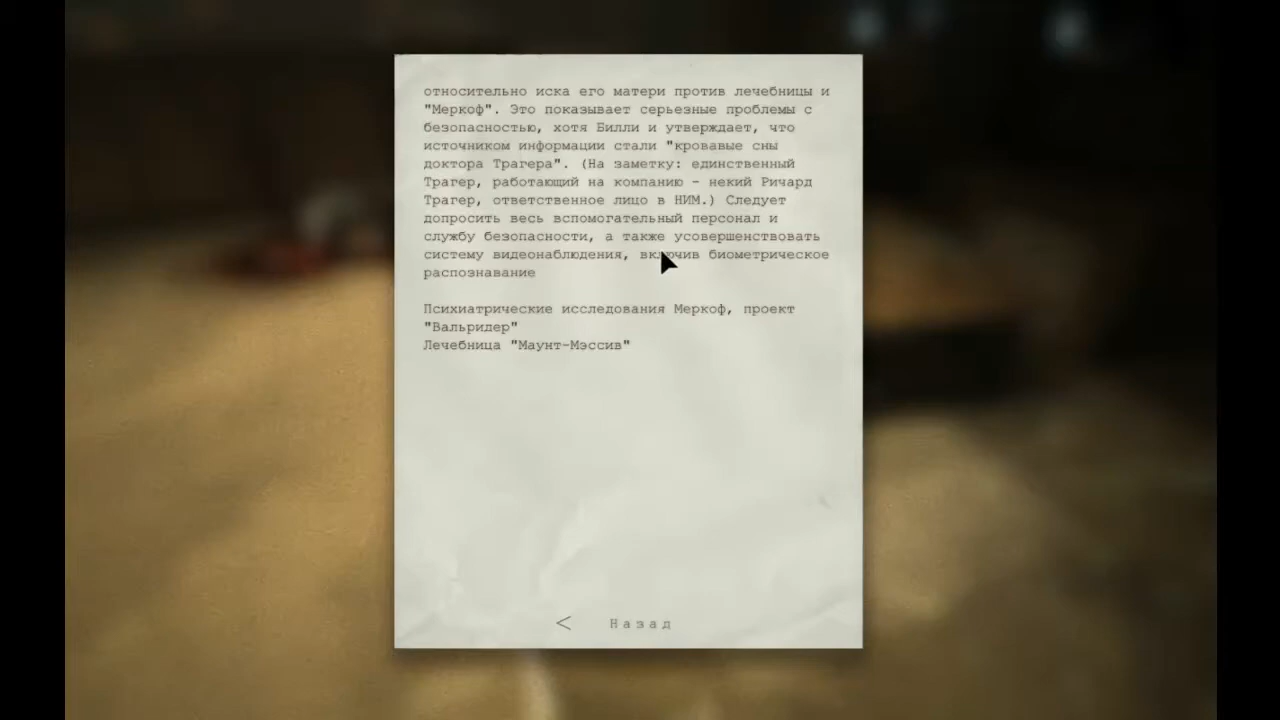 относительно иска его матери против лечебницы и
"Меркоф". Это показывает серьезные проблемы с
безопасностью, хотя Билли и утверждает, что
источником информации стали "кровавые сны
доктора Трагера". (На заметку: единственный
Трагер, работающий на компанию - некий Ричард
Трагер, ответственное лицо в НИМ.) Следует
допросить весь вспомогательный персонал и
службу безопасности, а также усовершенствовать
систему видеонаблюдения, включив биометрическое
распознавание
Психиатрические исследования Меркоф, проект
"Вальридер"
Лечебница "Маунт-Мэссив"
< Назад